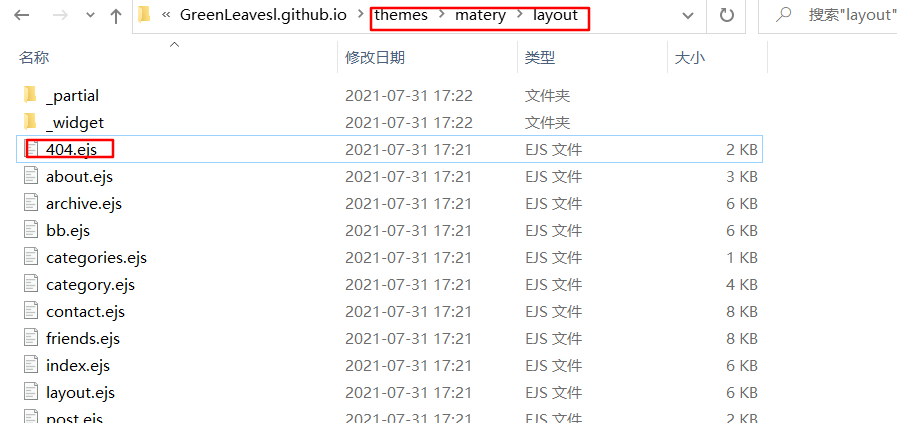 « GreenLeavesl.github.io > themes > matery > layout 搜索"layout"
名称 修改日期 类型 大小
_partial 2021-07-31 17:22 文件夹
_widget 2021-07-31 17:22 文件夹
404.ejs 2021-07-31 17:21 EJS 文件 2 KB
about.ejs 2021-07-31 17:21 EJS 文件 3 KB
archive.ejs 2021-07-31 17:21 EJS 文件 6 KB
bb.ejs 2021-07-31 17:21 EJS 文件 6 KB
categories.ejs 2021-07-31 17:21 EJS 文件 1 KB
category.ejs 2021-07-31 17:21 EJS 文件 4 KB
contact.ejs 2021-07-31 17:21 EJS 文件 8 KB
friends.ejs 2021-07-31 17:21 EJS 文件 8 KB
index.ejs 2021-07-31 17:21 EJS 文件 6 KB
layout.ejs 2021-07-31 17:21 EJS 文件 6 KB
post.ejs 2021-07-31 17:21 EJS 文件 2 KB